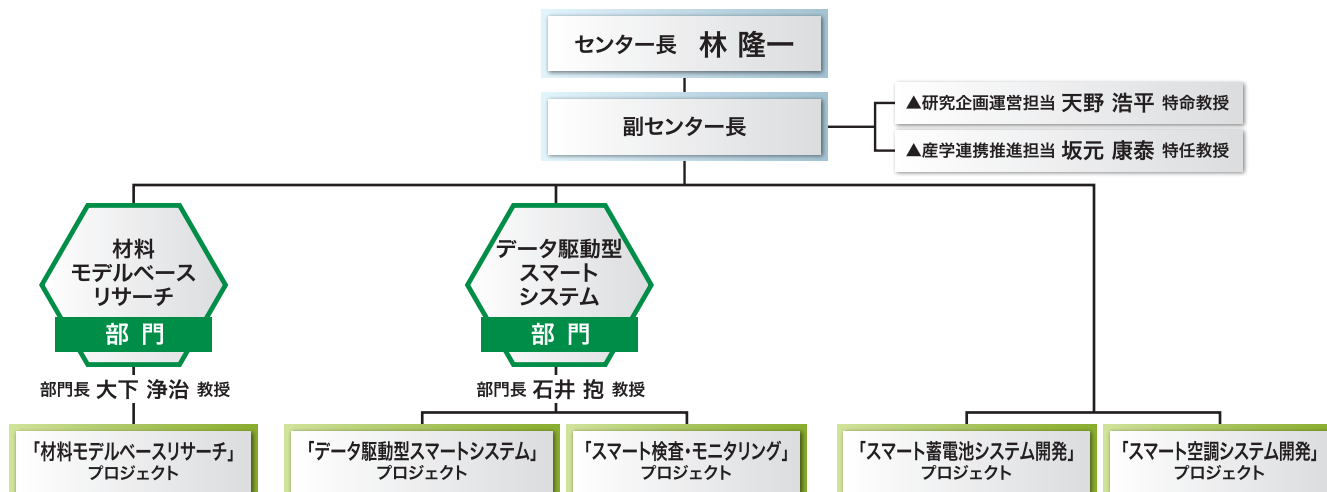 センター長 林 隆一
副センター長
▲研究企画運営担当 天野 浩平 特命教授
▲産学連携推進担当 坂元 康泰 特任教授
材料
モデルベース
リサーチ
部 門
部門長 大下 浄治 教授
データ駆動型
スマート
システム
部 門
部門長 石井 抱 教授
「材料モデルベースリサーチ」
プロジェクト
「データ駆動型スマートシステム」
プロジェクト
「スマート検査・モニタリング」
プロジェクト
「スマート蓄電池システム開発」
プロジェクト
「スマート空調システム開発」
プロジェクト